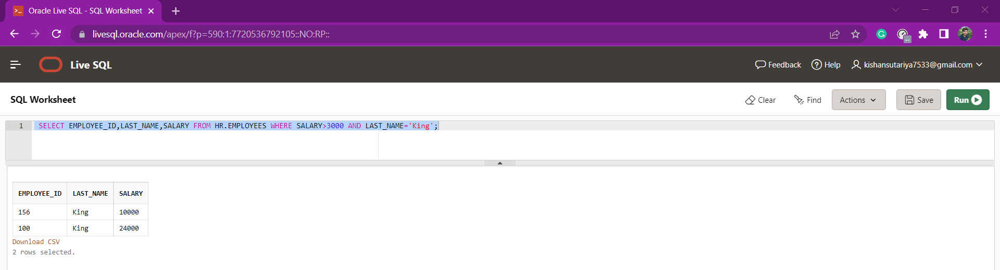 Oracle Live SQL - SQL Worksheet
livesql.oracle.com/apex/f?p=590:1:7720536792105::NO:RP::
Live SQL
Feedback
Help
kishansutariya7533@gmail.com
SQL Worksheet
Clear
Find
Actions
Save
Run
1 SELECT EMPLOYEE_ID,LAST_NAME,SALARY FROM HR.EMPLOYEES WHERE SALARY>3000 AND LAST_NAME='King';
EMPLOYEE_ID LAST_NAME SALARY
156 King 10000
100 King 24000
Download CSV
2 rows selected.